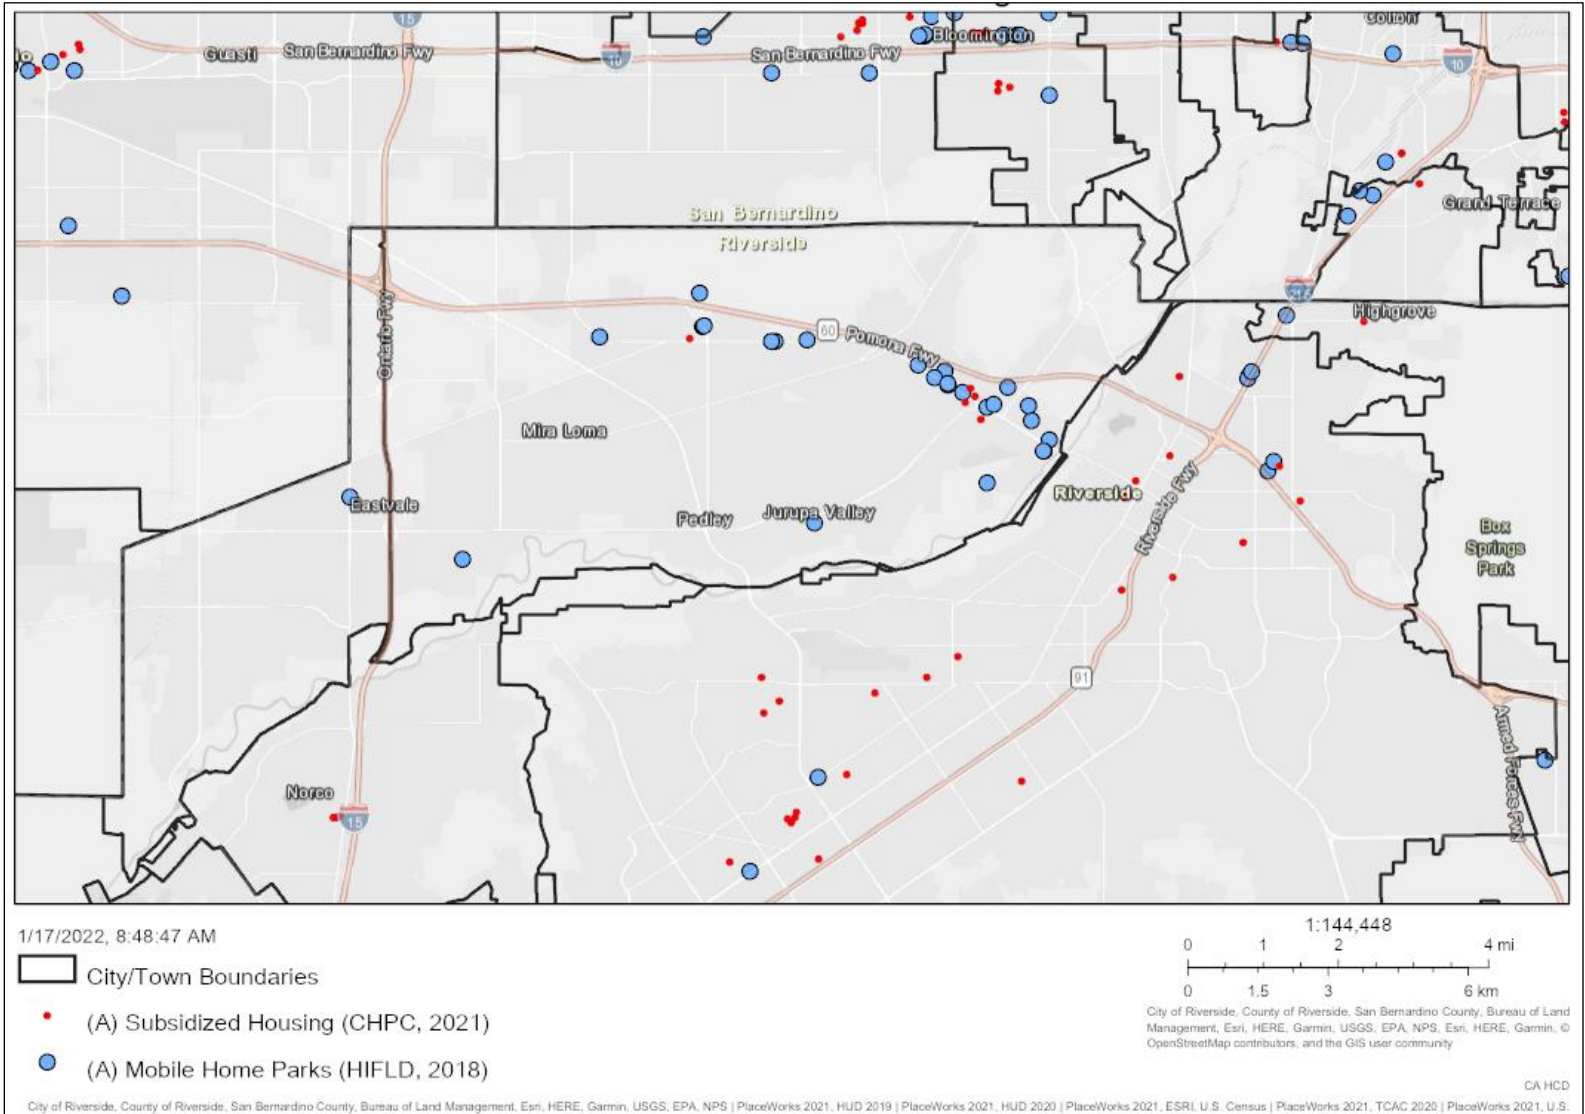 15
Colton
Guasti
San Bernardino Fwy
10
San Bernardino Fwy
Bloomington
10
San Bernardino
Riverside
Grand Terrace
215
Highgrove
Ontario Fwy
60
Pomona Fwy
Mira Loma
Eastvale
Pedley
Jurupa Valley
Riverside
Riverside Fwy
Box
Springs
Park
91
Armed Forces Fwy
Norco
15
1/17/2022, 8:48:47 AM
City/Town Boundaries
(A) Subsidized Housing (CHPC, 2021)
(A) Mobile Home Parks (HIFLD, 2018)
1:144,448
0 1 2 4 mi
0 1.5 3 6 km
City of Riverside, County of Riverside, San Bernardino County, Bureau of Land
Management, Esri, HERE, Garmin, USGS, EPA, NPS, Esri, HERE, Garmin, ©
OpenStreetMap contributors, and the GIS user community
CA HCD
City of Riverside, County of Riverside, San Bernardino County, Bureau of Land Management, Esri, HERE, Garmin, USGS, EPA, NPS | PlaceWorks 2021, HUD 2019 | PlaceWorks 2021, HUD 2020 | PlaceWorks 2021, ESRI, U.S. Census | PlaceWorks 2021, TCAC 2020 | PlaceWorks 2021, U.S.